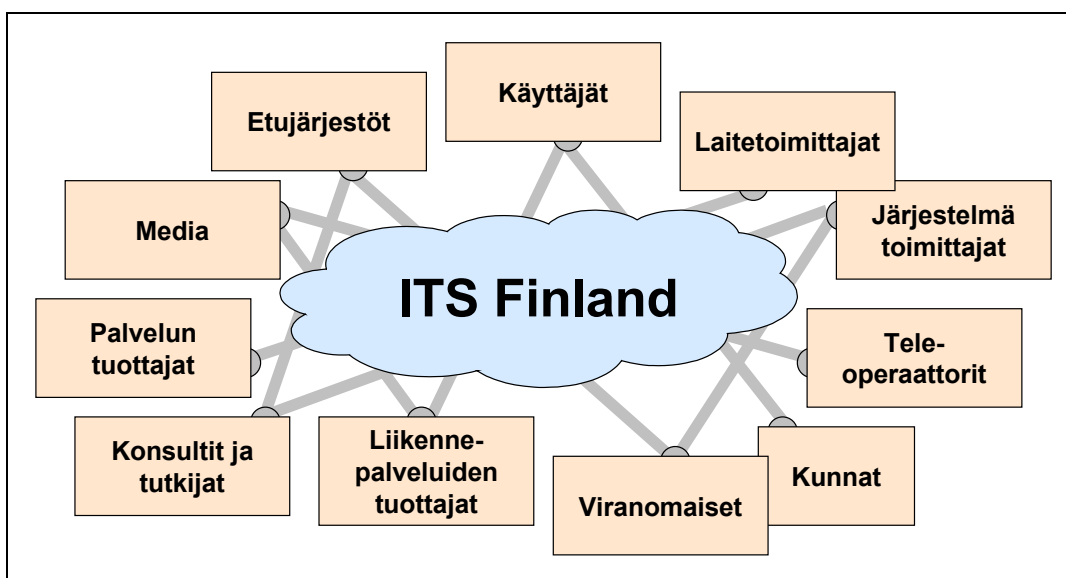 Käyttäjät
Etujärjestöt
Laitetoimittajat
Media
Järjestelmä
toimittajat
ITS Finland
Palvelun
tuottajat
Tele-
operaattorit
Konsultit ja
tutkijat
Liikenne-
palveluiden
tuottajat
Viranomaiset
Kunnat